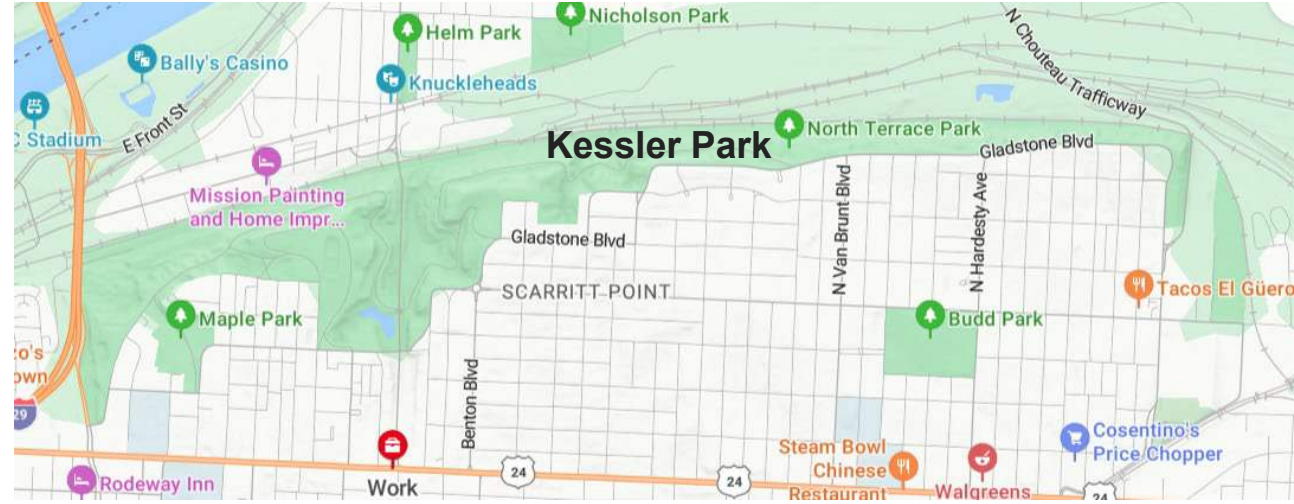 Nicholson Park
Helm Park
N Chouteau Trafficway
Bally's Casino
Knuckleheads
C Stadium
E Front St
North Terrace Park
Kessler Park
Gladstone Blvd
Mission Painting
and Home Impr...
N Van Brunt Blvd
N Hardesty Ave
Gladstone Blvd
SCARRITT POINT
Tacos El Güero
Maple Park
Budd Park
zo's
own
29
Benton Blvd
Cosentino's
Price Chopper
Steam Bowl
Chinese
Restaurant
24
24
24
Rodeway Inn
Work
Walgreens